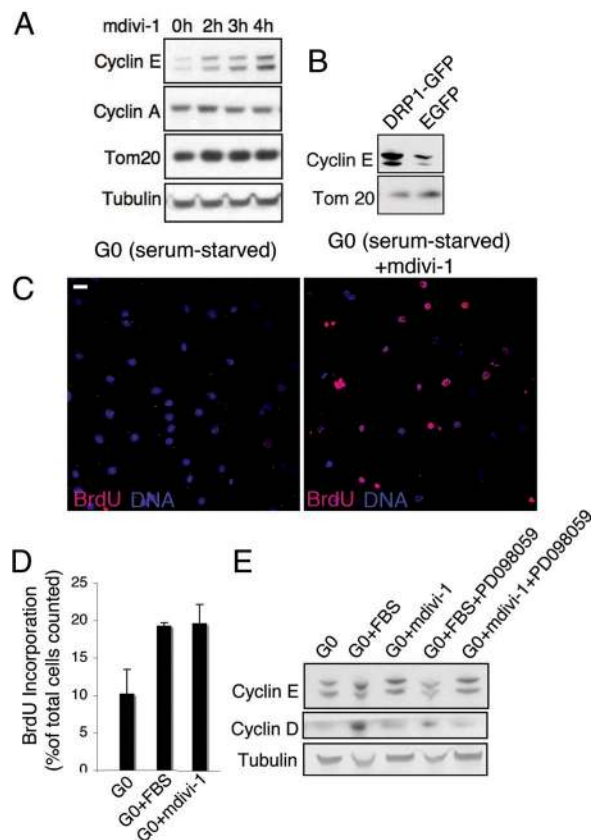 A
mdivi-1 0h 2h 3h 4h
Cyclin E
Cyclin A
Tom20
Tubulin
B
DRP1-GFP
EGFP
Cyclin E
Tom 20
G0 (serum-starved)
G0 (serum-starved)
+mdivi-1
C
BrdU DNA
BrdU DNA
D
BrdU Incorporation
(%of total cells counted)
25
20
15
10
5
0
G0
G0+FBS
G0+mdivi-1
E
G0
G0+FBS
G0+mdivi-1
G0+FBS+PD098059
G0+mdivi-1+PD098059
Cyclin E
Cyclin D
Tubulin